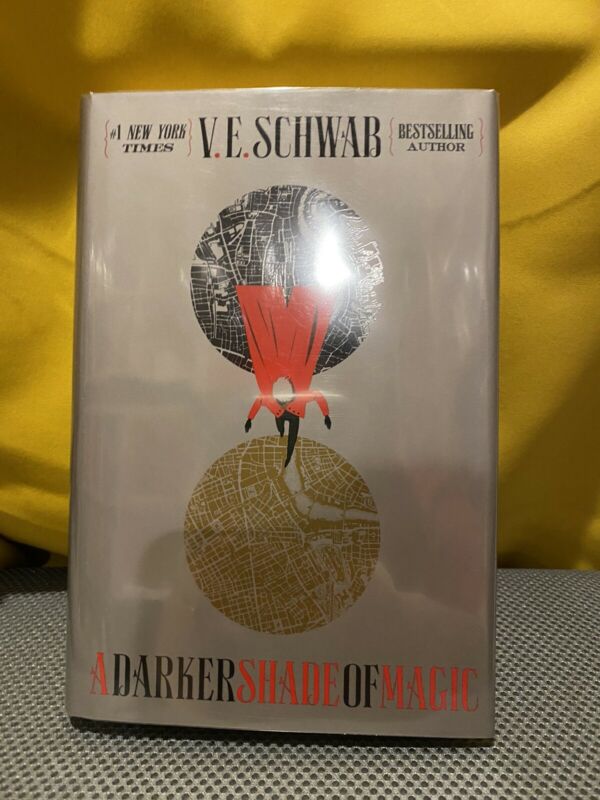 {#1 NEW YORK TIMES} V.E.SCHWAB {BESTSELLING AUTHOR}
A DARKER SHADE OF MAGIC